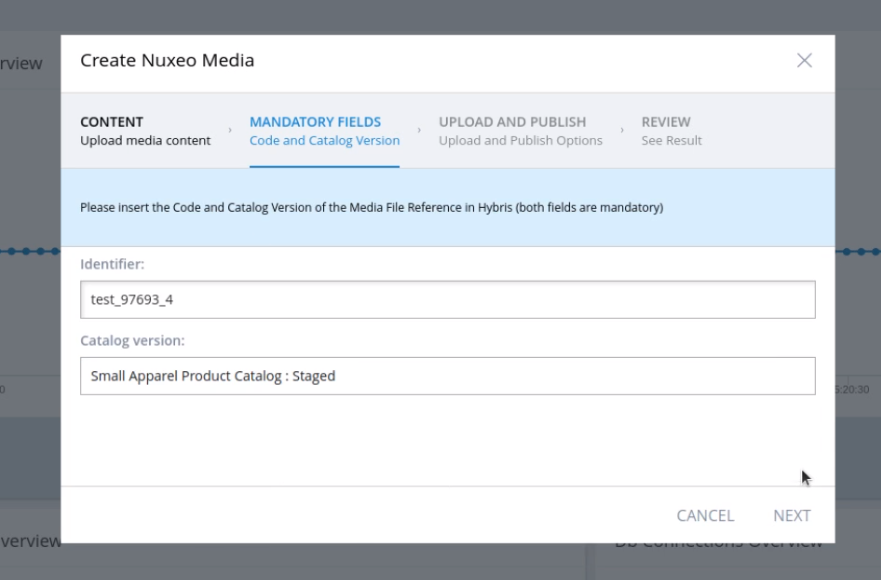 rview
Create Nuxeo Media
CONTENT
Upload media content
›
MANDATORY FIELDS
Code and Catalog Version
›
UPLOAD AND PUBLISH
Upload and Publish Options
›
REVIEW
See Result
Please insert the Code and Catalog Version of the Media File Reference in Hybris (both fields are mandatory)
Identifier:
test_97693_4
Catalog version:
Small Apparel Product Catalog : Staged
0
5:20:30
CANCEL
NEXT
verview
DB Connections Overview